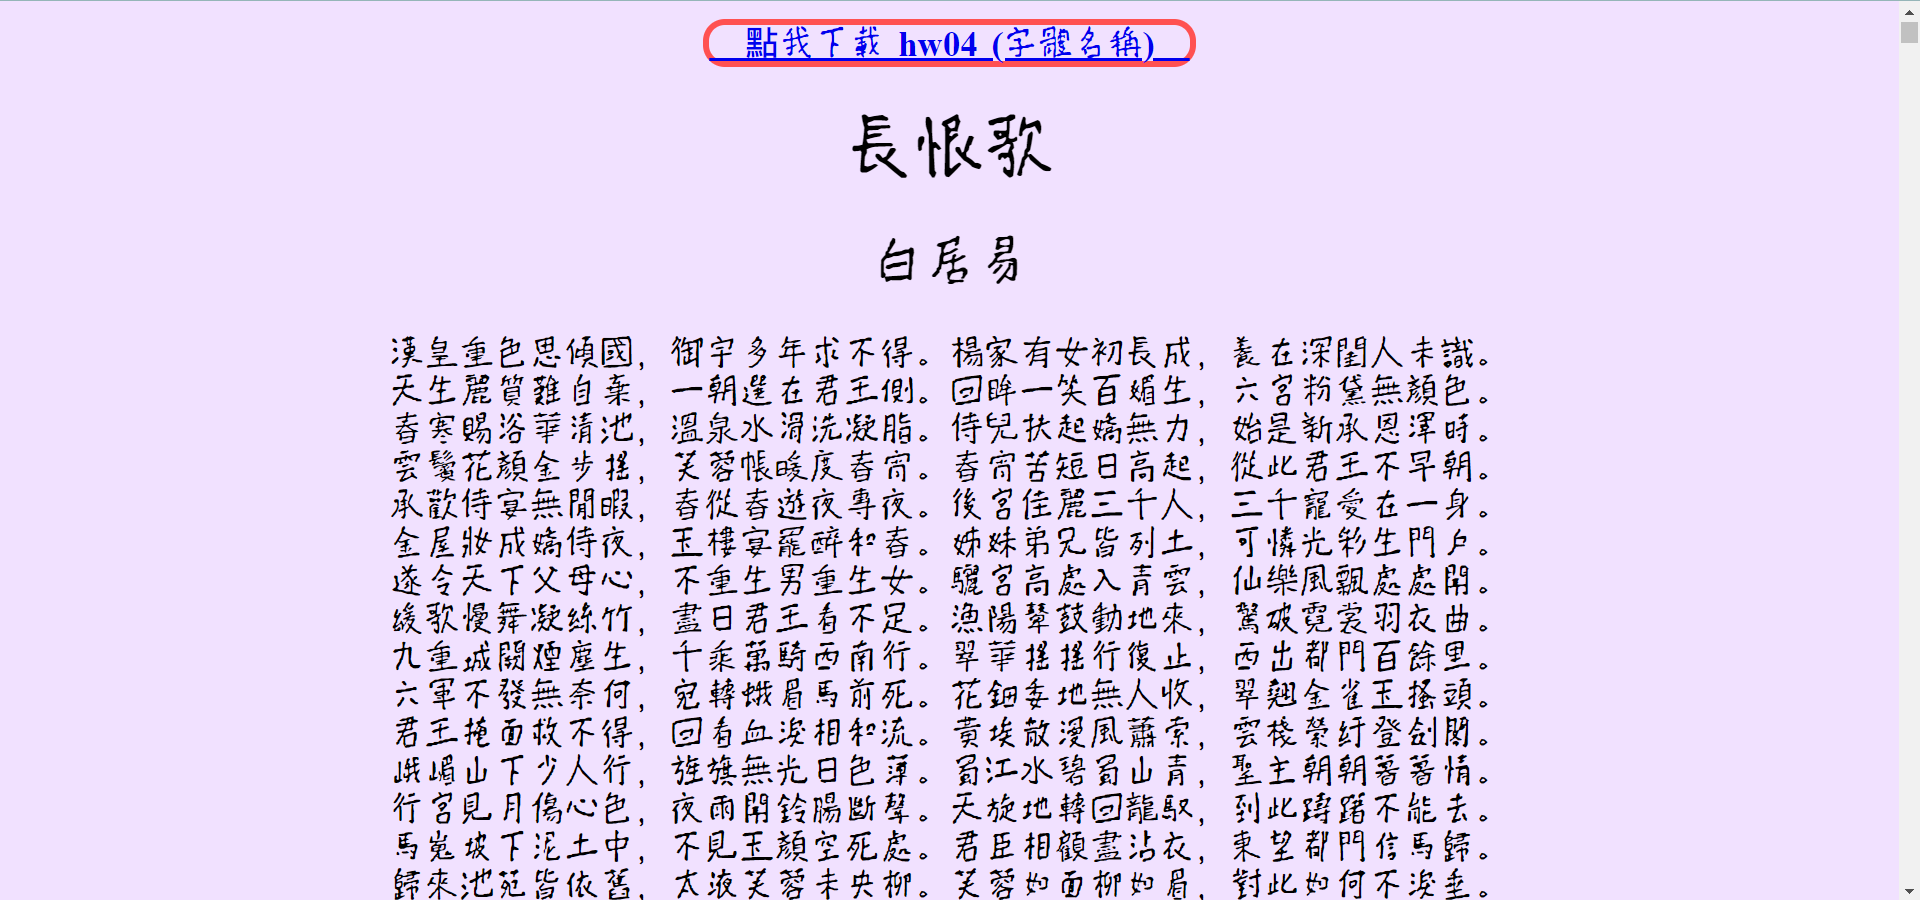 點我下載 hw04 (字體名稱)
長恨歌
白居易
漢皇重色思傾國, 御宇多年求不得。楊家有女初長成, 養在深閨人未識。
天生麗質難自棄, 一朝選在君王側。回眸一笑百媚生, 六宮粉黛無顏色。
春寒賜浴華清池, 溫泉水滑洗凝脂。侍兒扶起嬌無力, 始是新承恩澤時。
雲鬢花顏金步搖, 芙蓉帳暖度春宵。春宵苦短日高起, 從此君王不早朝。
承歡侍宴無閒暇, 春從春遊夜專夜。後宮佳麗三千人, 三千寵愛在一身。
金屋妝成嬌侍夜, 玉樓宴罷醉和春。姊妹弟兄皆列土, 可憐光彩生門戶。
遂令天下父母心, 不重生男重生女。驪宮高處入青雲, 仙樂風飄處處聞。
緩歌慢舞凝絲竹, 盡日君王看不足。漁陽鼙鼓動地來, 驚破霓裳羽衣曲。
九重城闕煙塵生, 千乘萬騎西南行。翠華搖搖行復止, 西出都門百餘里。
六軍不發無奈何, 宛轉蛾眉馬前死。花鈿委地無人收, 翠翹金雀玉搔頭。
君王掩面救不得, 回看血淚相和流。黃埃散漫風蕭索, 雲棧縈紆登劍閣。
峨嵋山下少人行, 旌旗無光日色薄。蜀江水碧蜀山青, 聖主朝朝暮暮情。
行宮見月傷心色, 夜雨聞鈴腸斷聲。天旋地轉回龍馭, 到此躊躇不能去。
馬嵬坡下泥土中, 不見玉顏空死處。君臣相顧盡沾衣, 東望都門信馬歸。
歸來池苑皆依舊, 太液芙蓉未央柳。芙蓉如面柳如眉, 對此如何不淚垂。